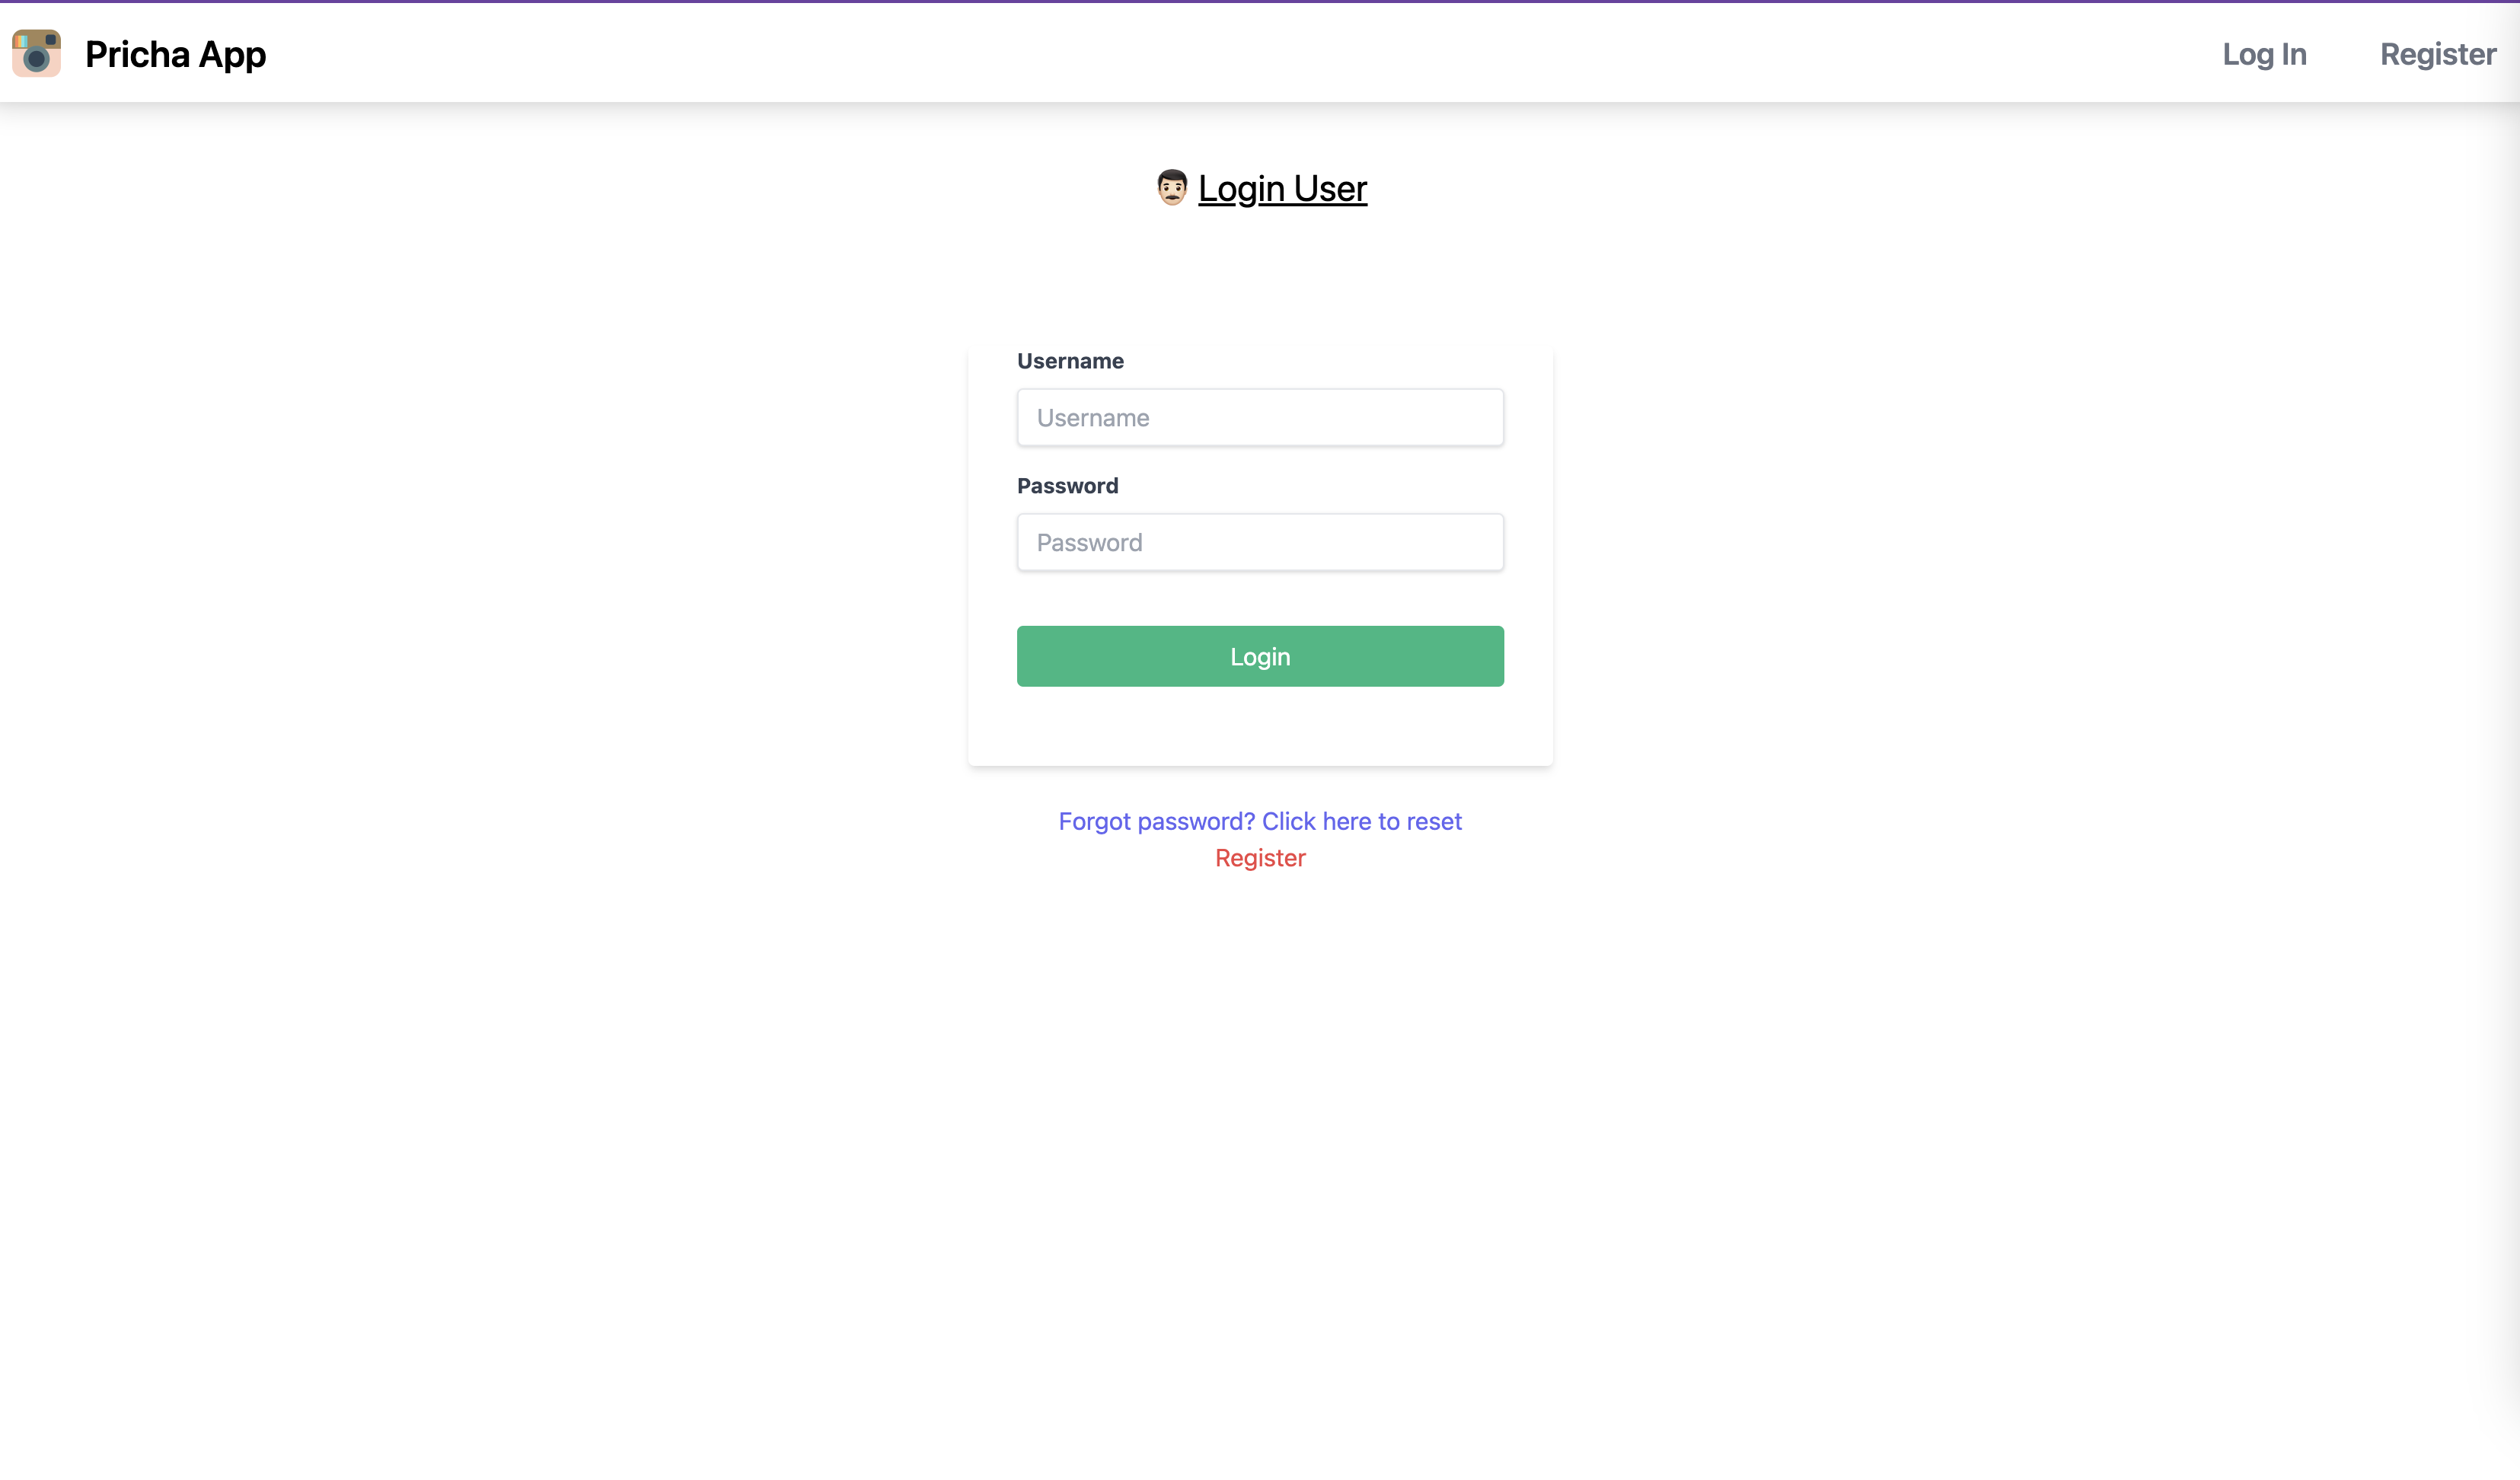 Pricha App
Log In
Register
Login User
Username
Username
Password
Password
Login
Forgot password? Click here to reset
Register